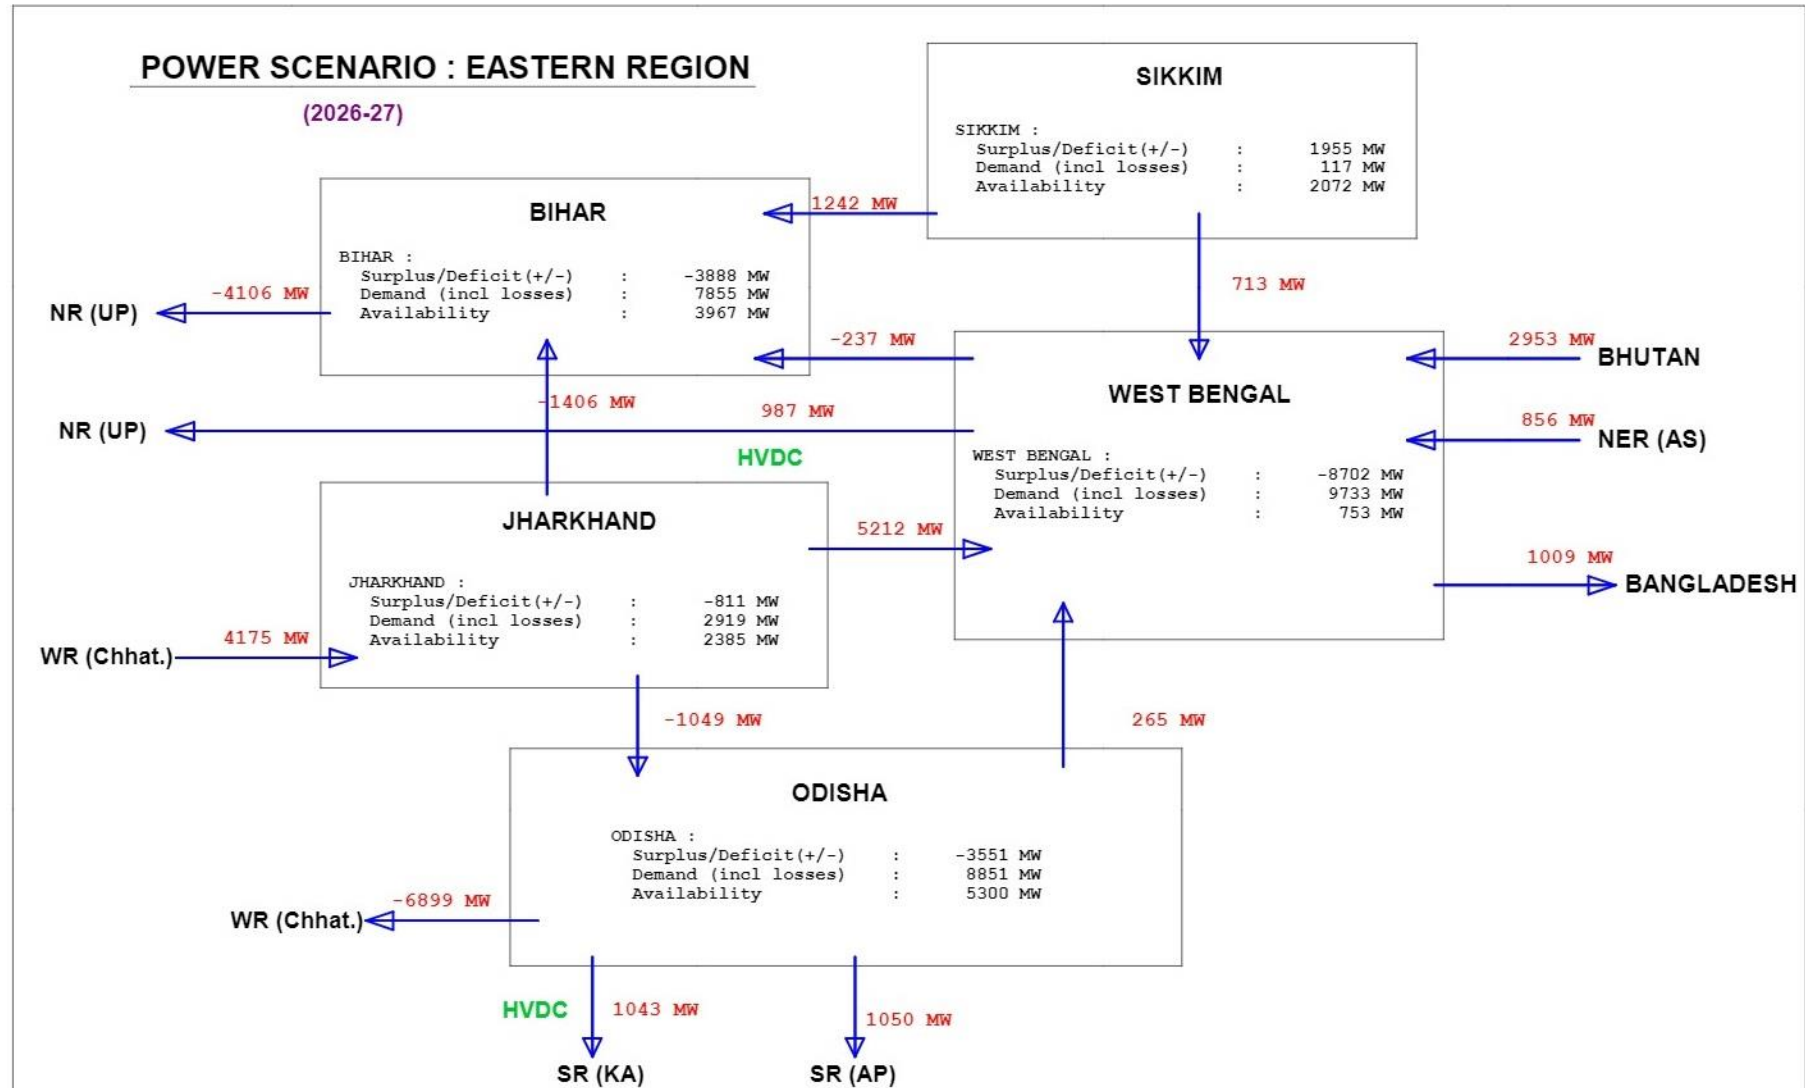 POWER SCENARIO : EASTERN REGION
(2026-27)
SIKKIM
SIKKIM :
Surplus/Deficit(+/-) : 1955 MW
Demand (incl losses) : 117 MW
Availability : 2072 MW
1242 MW
713 MW
BIHAR
BIHAR :
Surplus/Deficit(+/-) : -3888 MW
Demand (incl losses) : 7855 MW
Availability : 3967 MW
-4106 MW
NR (UP)
-237 MW
2953 MW
BHUTAN
WEST BENGAL
WEST BENGAL :
Surplus/Deficit(+/-) : -8702 MW
Demand (incl losses) : 9733 MW
Availability : 753 MW
-1406 MW
987 MW
NR (UP)
HVDC
856 MW
NER (AS)
JHARKHAND
JHARKHAND :
Surplus/Deficit(+/-) : -811 MW
Demand (incl losses) : 2919 MW
Availability : 2385 MW
5212 MW
1009 MW
BANGLADESH
4175 MW
WR (Chhat.)
-1049 MW
265 MW
ODISHA
ODISHA :
Surplus/Deficit(+/-) : -3551 MW
Demand (incl losses) : 8851 MW
Availability : 5300 MW
-6899 MW
WR (Chhat.)
HVDC
1043 MW
1050 MW
SR (KA)
SR (AP)